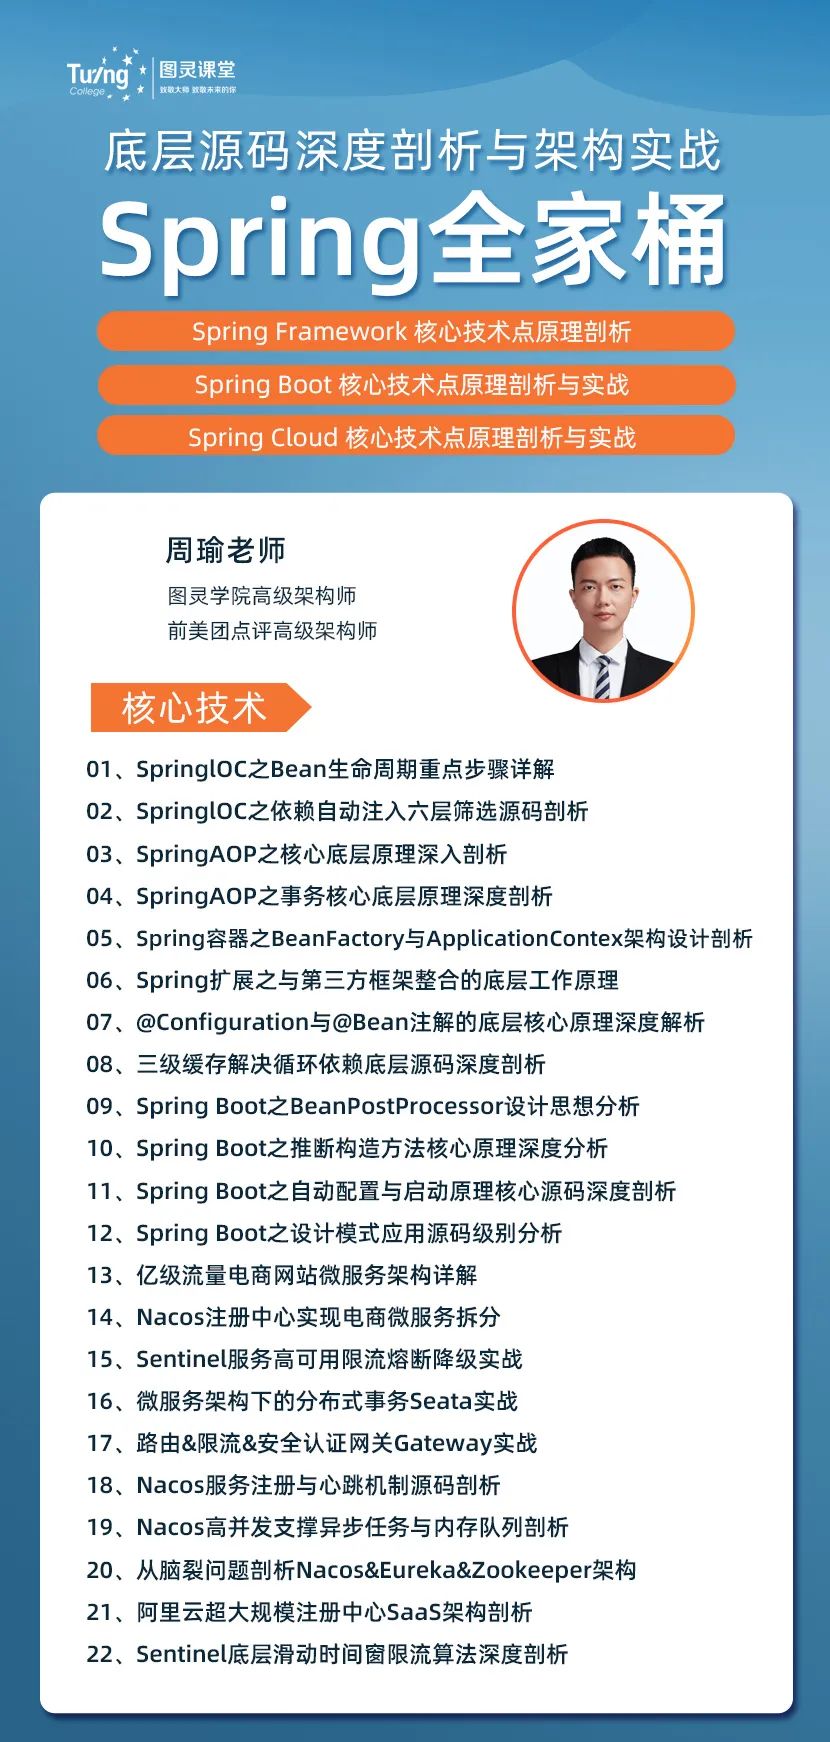 Tuling
College
图灵课堂
致敬大师 致敬未来的你
底层源码深度剖析与架构实战
Spring全家桶
Spring Framework 核心技术点原理剖析
Spring Boot 核心技术点原理剖析与实战
Spring Cloud 核心技术点原理剖析与实战
周瑜老师
图灵学院高级架构师
前美团点评高级架构师
核心技术
01、SpringlOC之Bean生命周期重点步骤详解
02、SpringlOC之依赖自动注入六层筛选源码剖析
03、SpringAOP之核心底层原理深入剖析
04、SpringAOP之事务核心底层原理深度剖析
05、Spring容器之BeanFactory与ApplicationContex架构设计剖析
06、Spring扩展之与第三方框架整合的底层工作原理
07、@Configuration与@Bean注解的底层核心原理深度解析
08、三级缓存解决循环依赖底层源码深度剖析
09、Spring Boot之BeanPostProcessor设计思想分析
10、Spring Boot之推断构造方法核心原理深度分析
11、Spring Boot之自动配置与启动原理核心源码深度剖析
12、Spring Boot之设计模式应用源码级别分析
13、亿级流量电商网站微服务架构详解
14、Nacos注册中心实现电商微服务拆分
15、Sentinel服务高可用限流熔断降级实战
16、微服务架构下的分布式事务Seata实战
17、路由&限流&安全认证网关Gateway实战
18、Nacos服务注册与心跳机制源码剖析
19、Nacos高并发支撑异步任务与内存队列剖析
20、从脑裂问题剖析Nacos&Eureka&Zookeeper架构
21、阿里云超大规模注册中心SaaS架构剖析
22、Sentinel底层滑动时间窗限流算法深度剖析